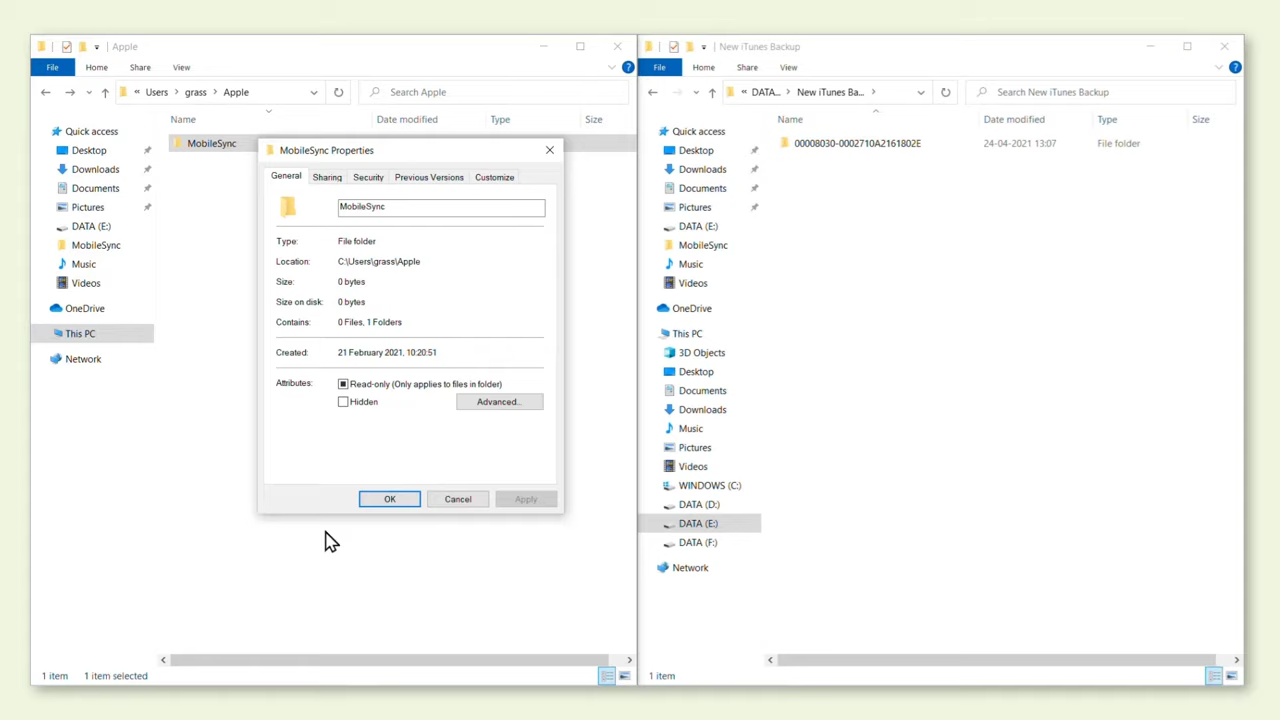 Apple
File Home Share View
« Users > grass > Apple
Search Apple
Name Date modified Type Size
Quick access
Desktop
Downloads
Documents
Pictures
DATA (E:)
MobileSync
Music
Videos
OneDrive
This PC
Network
MobileSync
MobileSync Properties
General Sharing Security Previous Versions Customize
MobileSync
Type: File folder
Location: C:\Users\grass\Apple
Size: 0 bytes
Size on disk: 0 bytes
Contains: 0 Files, 1 Folders
Created: 21 February 2021, 10:20:51
Attributes: Read-only (Only applies to files in folder)
Hidden Advanced...
OK Cancel Apply
1 item 1 item selected
New iTunes Backup
File Home Share View
« DATA... > New iTunes Ba... >
Search New iTunes Backup
Name Date modified Type Size
00008030-0002710A2161802E 24-04-2021 13:07 File folder
Quick access
Desktop
Downloads
Documents
Pictures
DATA (E:)
MobileSync
Music
Videos
OneDrive
This PC
3D Objects
Desktop
Documents
Downloads
Music
Pictures
Videos
WINDOWS (C:)
DATA (D:)
DATA (E:)
DATA (F:)
Network
1 item